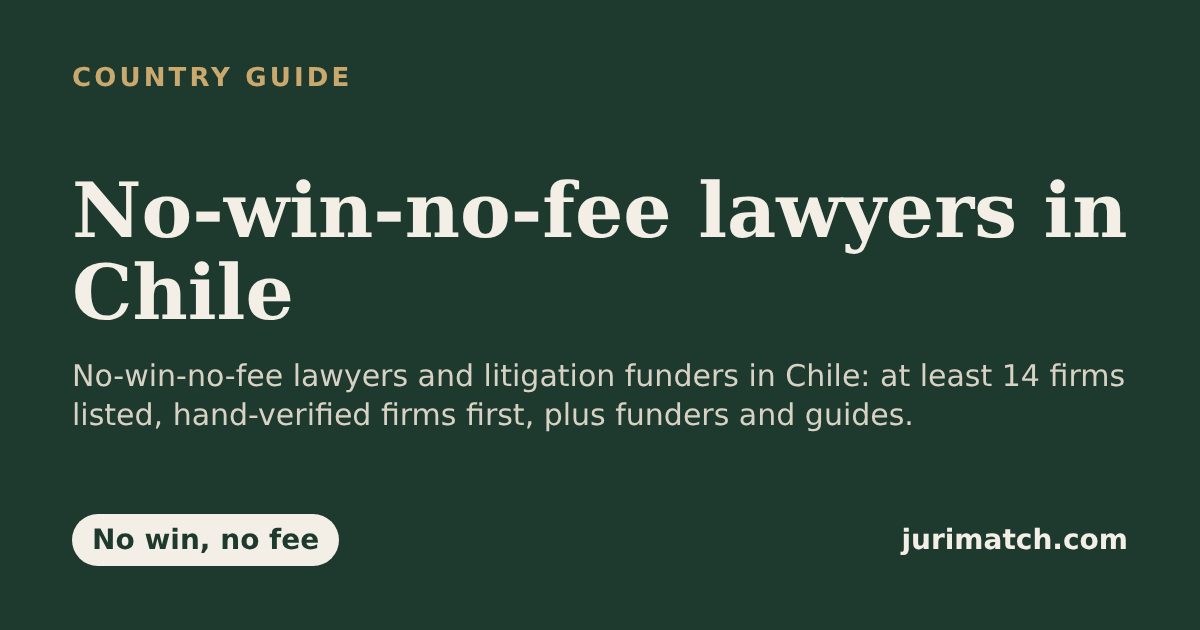 COUNTRY GUIDE
No-win-no-fee lawyers in
Chile
No-win-no-fee lawyers and litigation funders in Chile: at least 14 firms
listed, hand-verified firms first, plus funders and guides.
No win, no fee
jurimatch.com